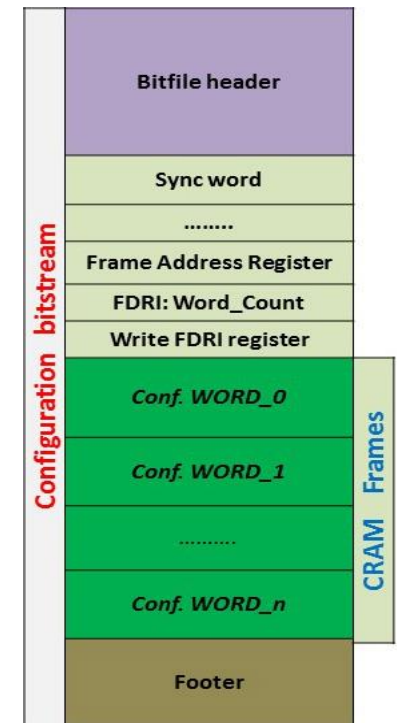 Configuration bitstream
Bitfile header
Sync word
........
Frame Address Register
FDRI: Word_Count
Write FDRI register
Conf. WORD_0
Conf. WORD_1
..........
Conf. WORD_n
CRAM Frames
Footer